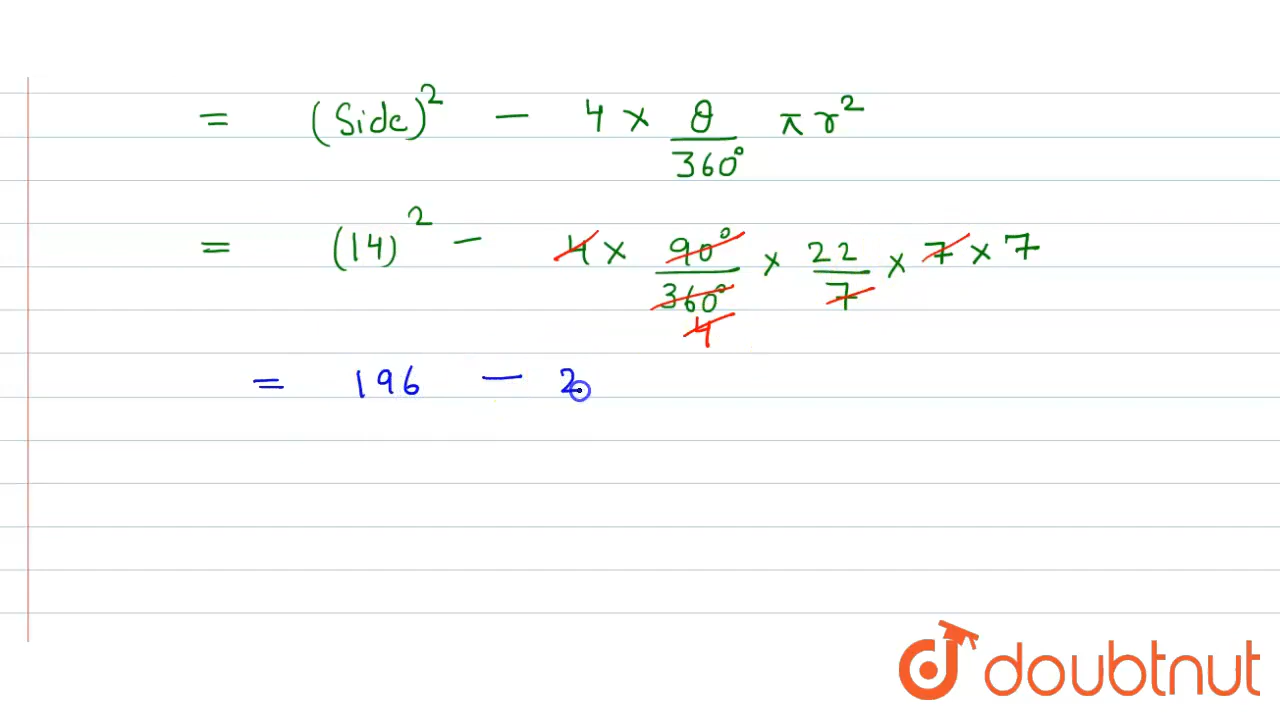 = (Side)² - 4 × θ/360° πr²
= (14)² - 4 × 90°/360° × 22/7 × 7 × 7
4
= 196 - 2
doubtnut